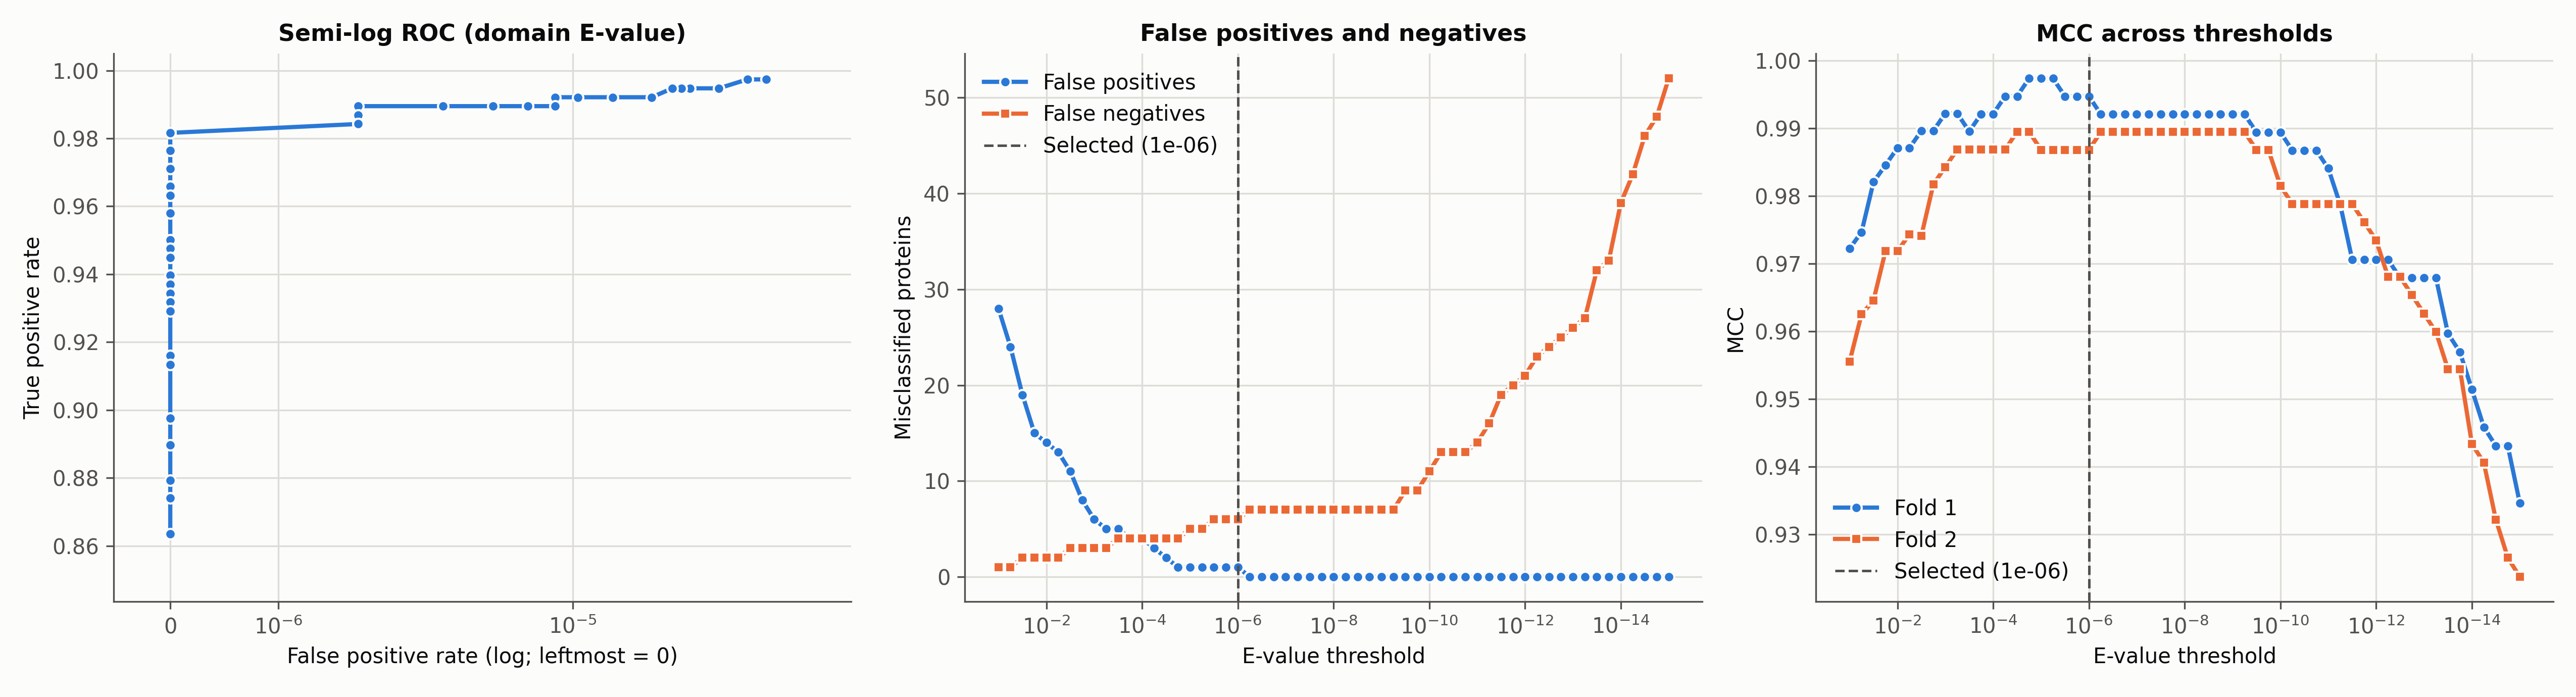 Semi-log ROC (domain E-value)
True positive rate
1.00
0.98
0.96
0.94
0.92
0.90
0.88
0.86
0
10⁻⁶
10⁻⁵
False positive rate (log; leftmost = 0)
False positives and negatives
Misclassified proteins
50
40
30
20
10
0
False positives
False negatives
Selected (1e-06)
10⁻²
10⁻⁴
10⁻⁶
10⁻⁸
10⁻¹⁰
10⁻¹²
10⁻¹⁴
E-value threshold
MCC across thresholds
MCC
1.00
0.99
0.98
0.97
0.96
0.95
0.94
0.93
Fold 1
Fold 2
Selected (1e-06)
10⁻²
10⁻⁴
10⁻⁶
10⁻⁸
10⁻¹⁰
10⁻¹²
10⁻¹⁴
E-value threshold